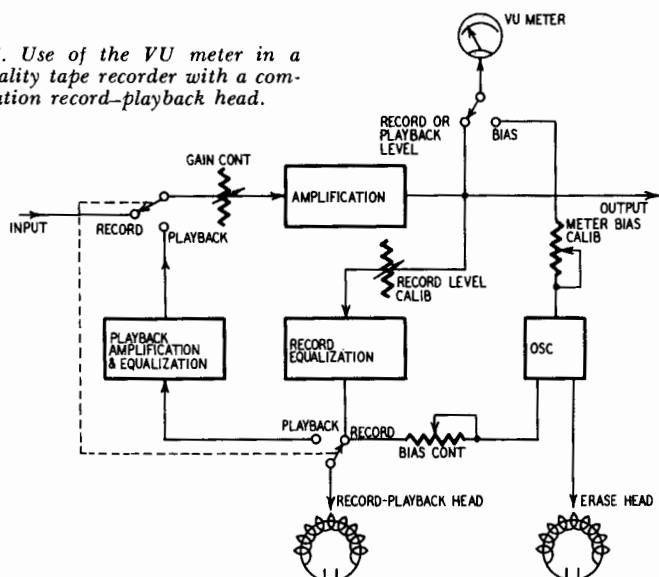 . Use of the VU meter in a
ality tape recorder with a com-
ation record–playback head.
VU METER
RECORD OR
PLAYBACK
LEVEL
BIAS
GAIN CONT
AMPLIFICATION
OUTPUT
INPUT
RECORD
PLAYBACK
METER BIAS
CALIB
RECORD LEVEL
CALIB
PLAYBACK
AMPLIFICATION
& EQUALIZATION
RECORD
EQUALIZATION
OSC
PLAYBACK
RECORD
BIAS CONT
RECORD-PLAYBACK HEAD
ERASE HEAD